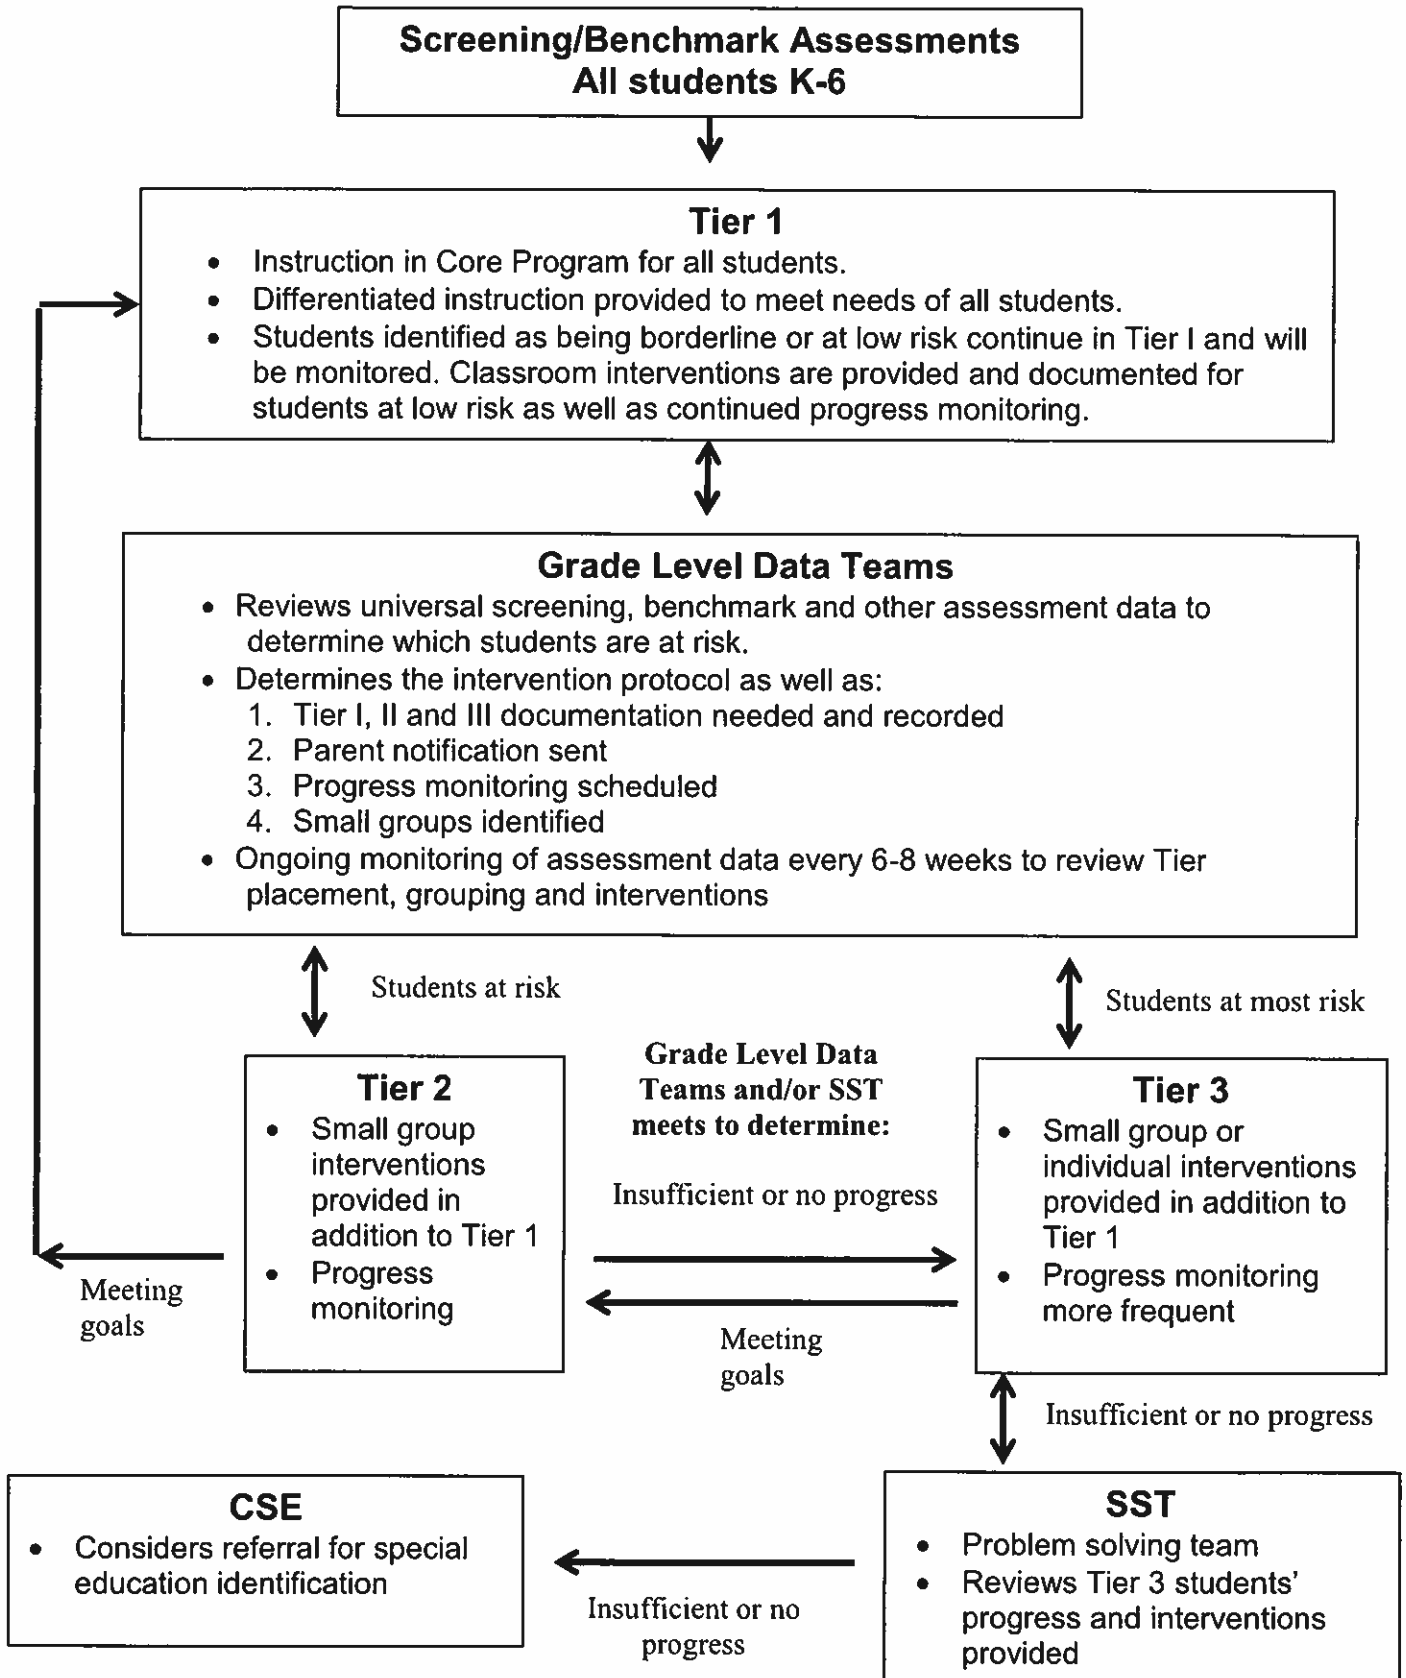 Screening/Benchmark Assessments
All students K-6
Tier 1
• Instruction in Core Program for all students.
• Differentiated instruction provided to meet needs of all students.
• Students identified as being borderline or at low risk continue in Tier I and will
be monitored. Classroom interventions are provided and documented for
students at low risk as well as continued progress monitoring.
Grade Level Data Teams
• Reviews universal screening, benchmark and other assessment data to
determine which students are at risk.
• Determines the intervention protocol as well as:
1. Tier I, II and III documentation needed and recorded
2. Parent notification sent
3. Progress monitoring scheduled
4. Small groups identified
• Ongoing monitoring of assessment data every 6-8 weeks to review Tier
placement, grouping and interventions
Students at risk
Students at most risk
Tier 2
• Small group
interventions
provided in
addition to Tier 1
• Progress
monitoring
Grade Level Data
Teams and/or SST
meets to determine:
Insufficient or no progress
Meeting
goals
Tier 3
• Small group or
individual interventions
provided in addition to
Tier 1
• Progress monitoring
more frequent
Meeting
goals
Insufficient or no progress
CSE
• Considers referral for special
education identification
Insufficient or no
progress
SST
• Problem solving team
• Reviews Tier 3 students'
progress and interventions
provided